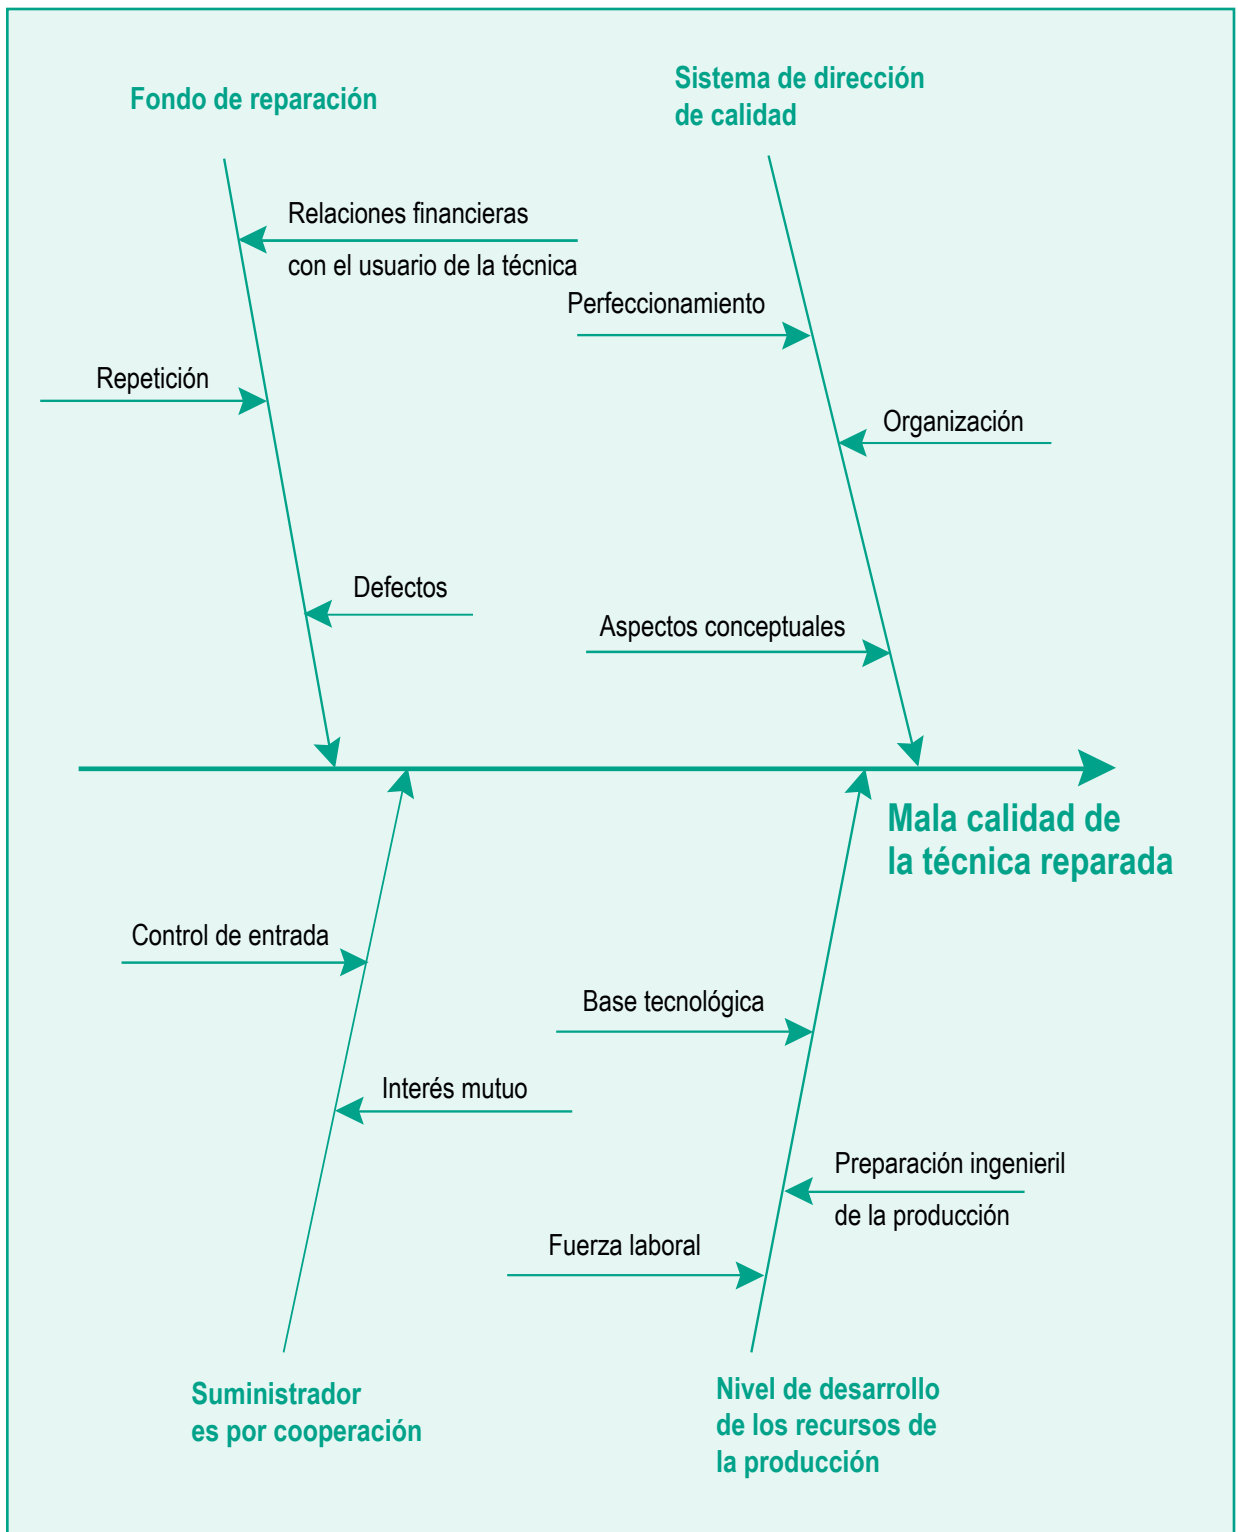 Fondo de reparación
Sistema de dirección
de calidad
Relaciones financieras
con el usuario de la técnica
Perfeccionamiento
Repetición
Organización
Defectos
Aspectos conceptuales
Mala calidad de
la técnica reparada
Control de entrada
Base tecnológica
Interés mutuo
Preparación ingenieril
de la producción
Fuerza laboral
Suministrador
es por cooperación
Nivel de desarrollo
de los recursos de
la producción